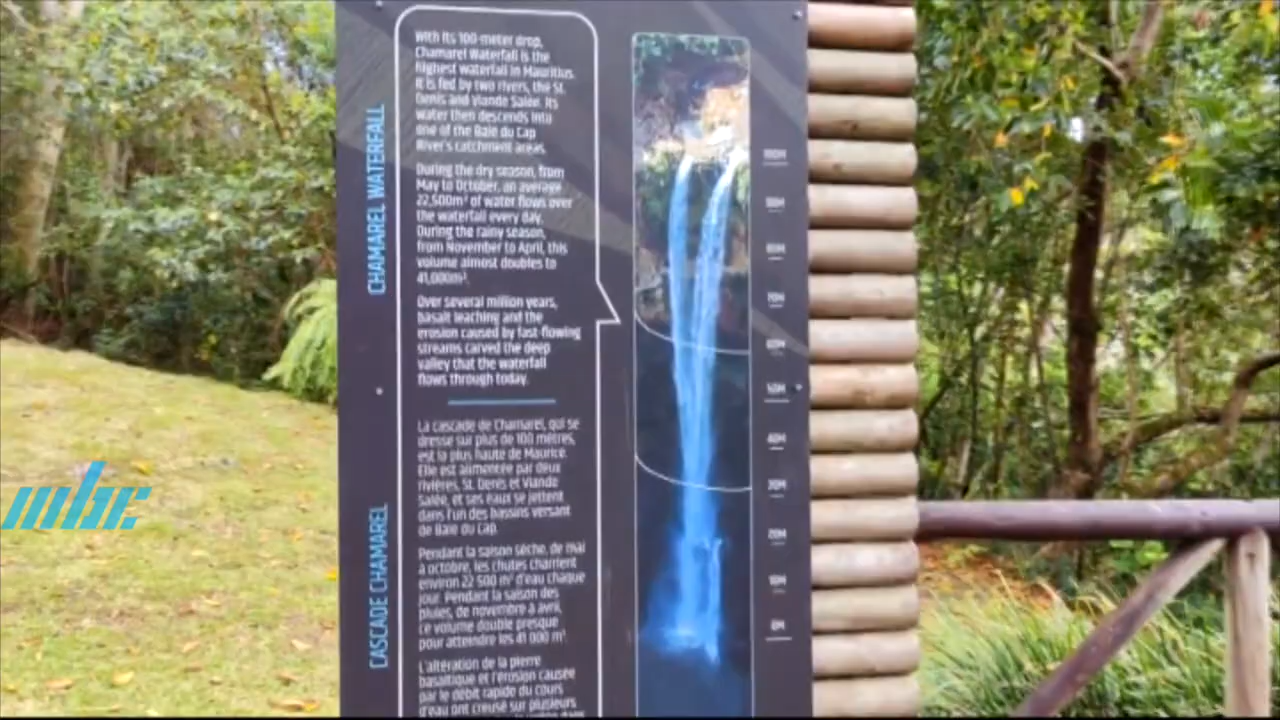 CHAMAREL WATERFALL
With its 100-meter drop,
Chamarel Waterfall is the
highest waterfall in Mauritius.
It is fed by two rivers, the St.
Denis and Viande Salée. Its
water then descends into
one of the Baie du Cap
River's catchment areas.
During the dry season, from
May to October, an average
22,500m³ of water flows over
the waterfall every day.
During the rainy season,
from November to April, this
volume almost doubles to
41,000m³.
Over several million years,
basalt leaching and the
erosion caused by fast-flowing
streams carved the deep
valley that the waterfall
flows through today.
CASCADE CHAMAREL
La cascade de Chamarel, qui se
dresse sur plus de 100 mètres,
est la plus haute de Maurice.
Elle est alimentée par deux
rivières, St. Denis et Viande
Salée, et ses eaux se jettent
dans l'un des bassins versant
de Baie du Cap.
Pendant la saison sèche, de mai
à octobre, les chutes charrient
environ 22 500 m³ d'eau chaque
jour. Pendant la saison des
pluies, de novembre à avril,
ce volume double presque
pour atteindre les 41 000 m³.
L'altération de la pierre
basaltique et l'érosion causée
par le débit rapide du cours
d'eau ont creusé sur plusieurs
100M
90M
80M
70M
60M
50M
40M
30M
20M
10M
0M
mbc